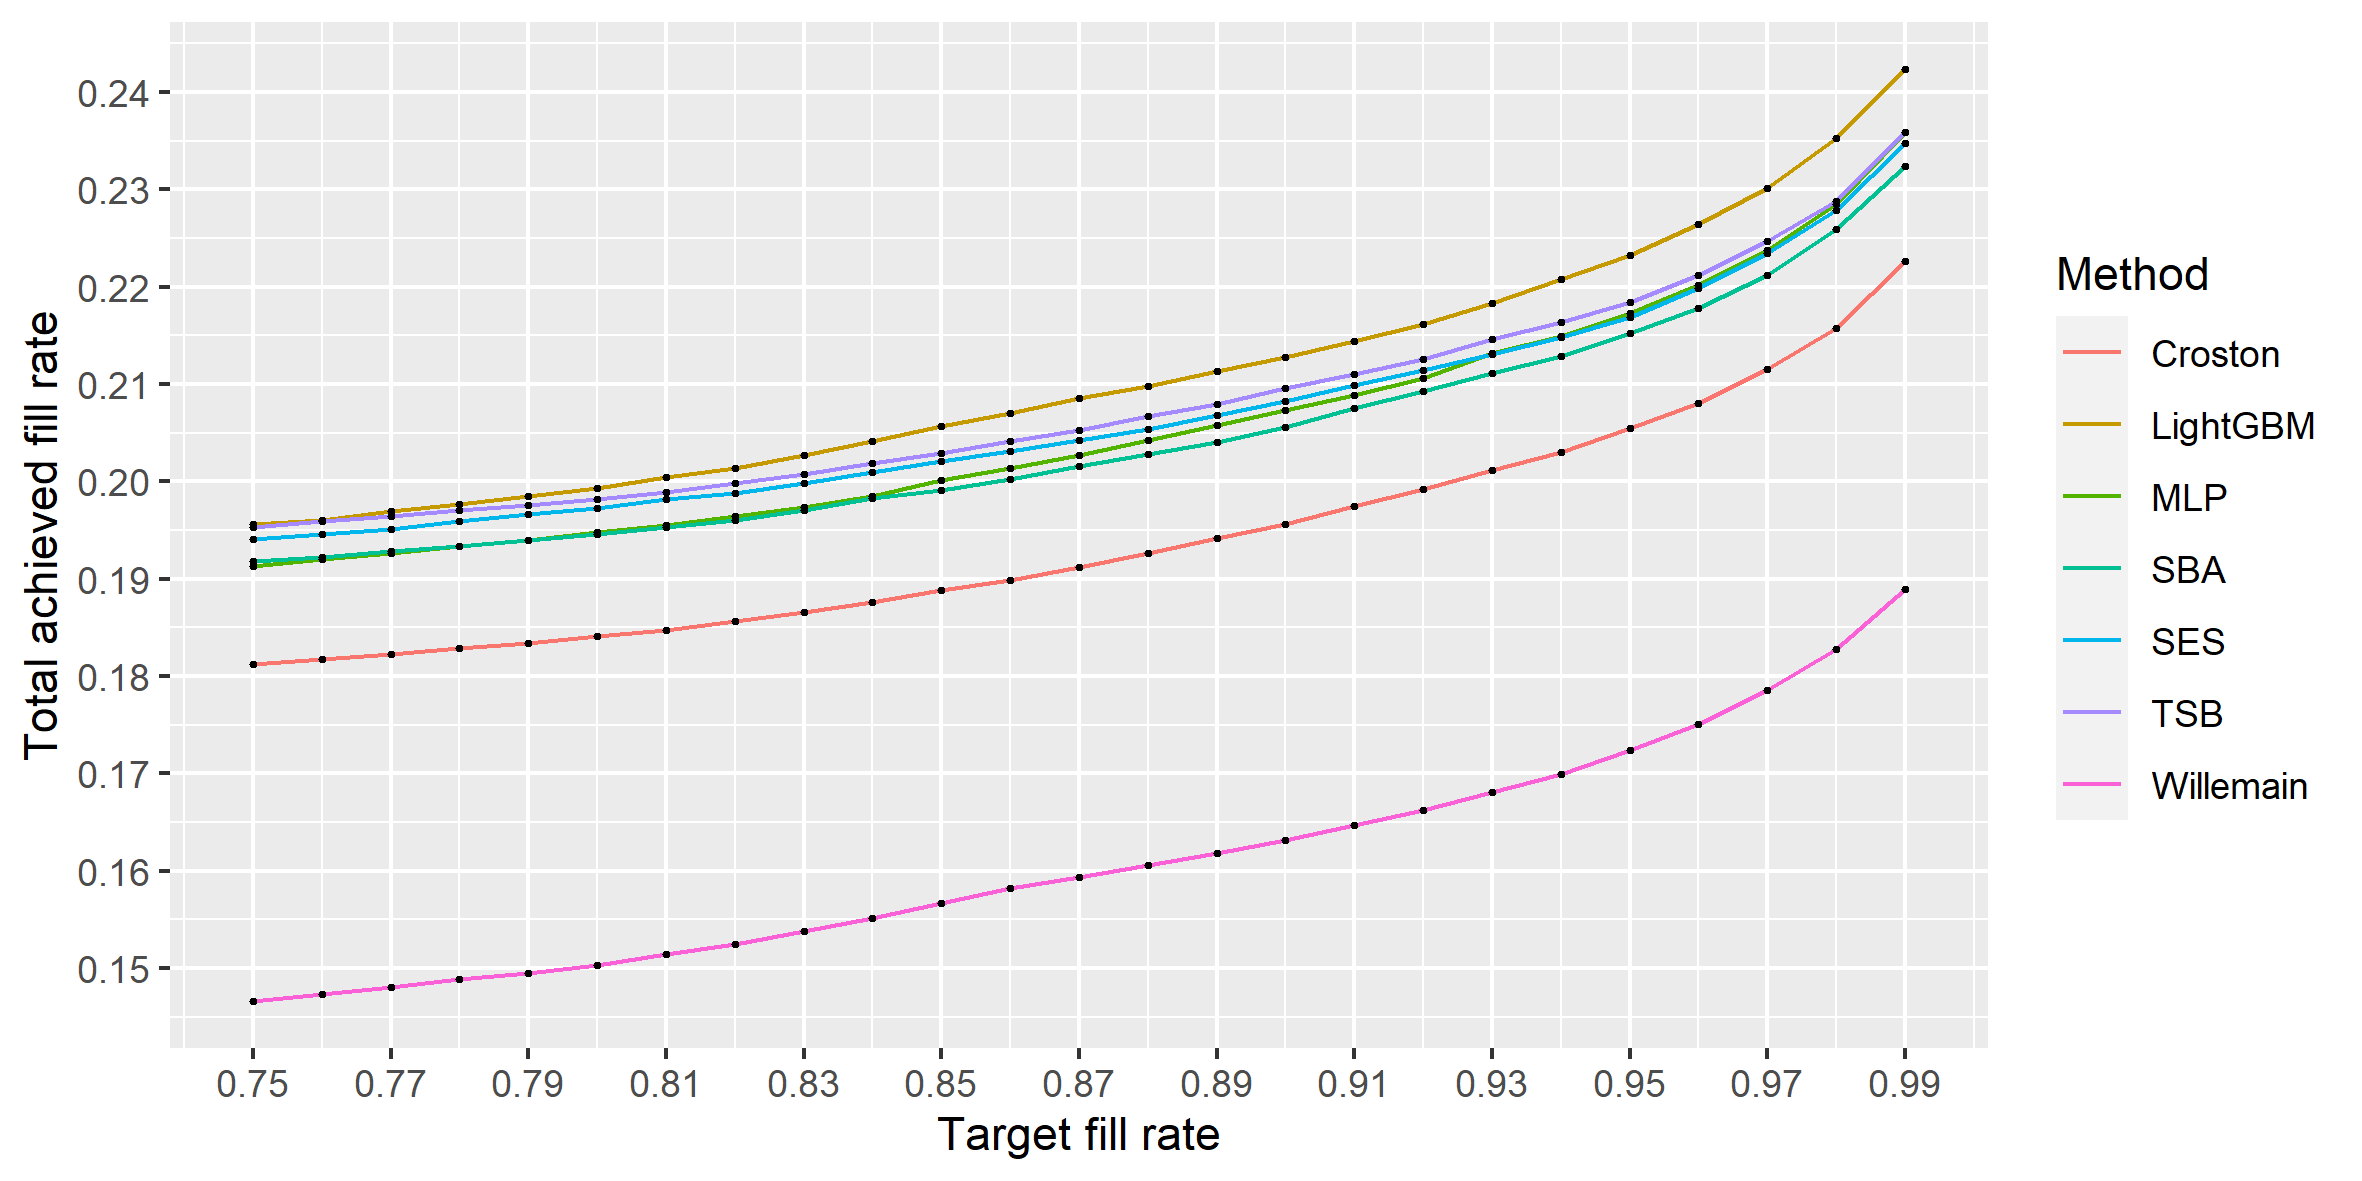 Total achieved fill rate
0.24
0.23
0.22
0.21
0.20
0.19
0.18
0.17
0.16
0.15
0.75 0.77 0.79 0.81 0.83 0.85 0.87 0.89 0.91 0.93 0.95 0.97 0.99
Target fill rate
Method
Croston
LightGBM
MLP
SBA
SES
TSB
Willemain